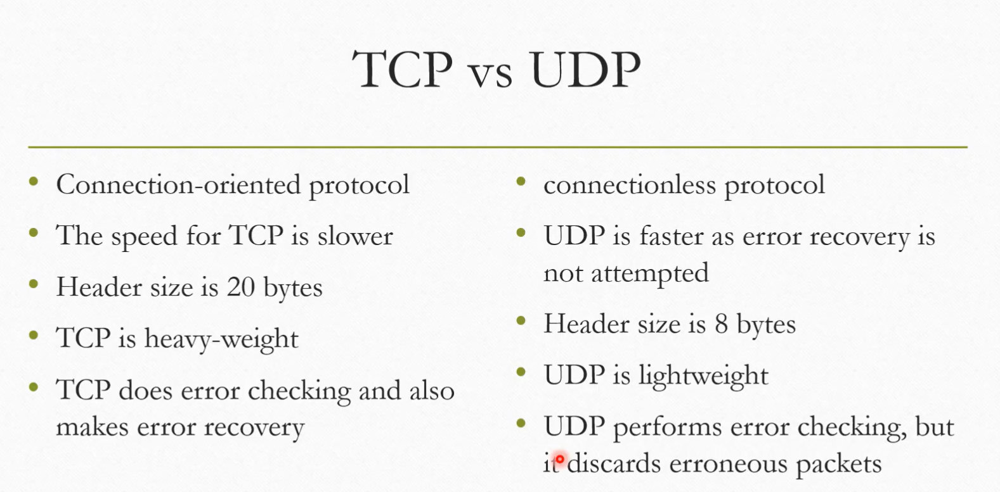 TCP vs UDP
Connection-oriented protocol
The speed for TCP is slower
Header size is 20 bytes
TCP is heavy-weight
TCP does error checking and also
makes error recovery
connectionless protocol
UDP is faster as error recovery is
not attempted
Header size is 8 bytes
UDP is lightweight
UDP performs error checking, but
it discards erroneous packets